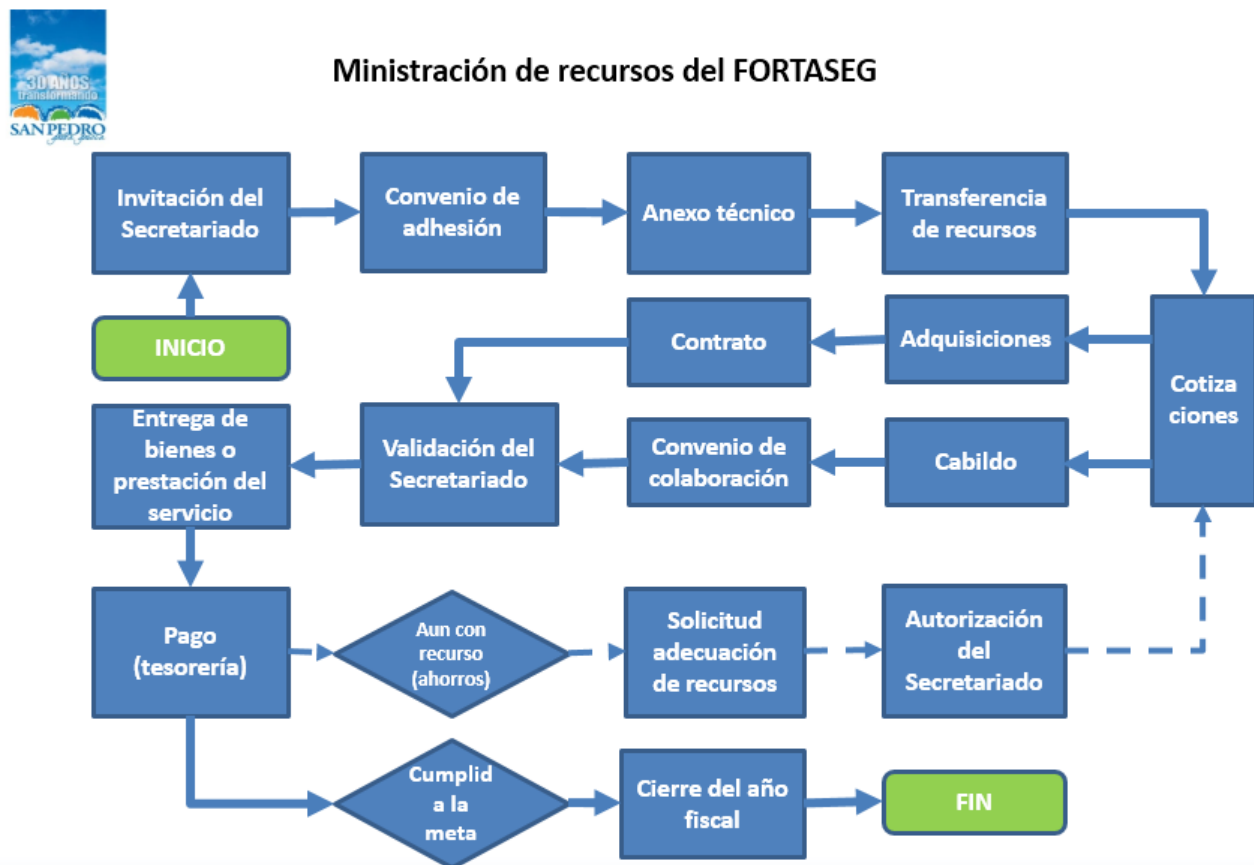 30 AÑOS
transformando
SAN PEDRO
Ministración de recursos del FORTASEG
Invitación del
Secretariado
Convenio de
adhesión
Anexo técnico
Transferencia
de recursos
INICIO
Contrato
Adquisiciones
Cotiza
ciones
Entrega de
bienes o
prestación del
servicio
Validación del
Secretariado
Convenio de
colaboración
Cabildo
Pago
(tesorería)
Aun con
recurso
(ahorros)
Solicitud
adecuación
de recursos
Autorización
del
Secretariado
Cumplid
a la
meta
Cierre del año
fiscal
FIN